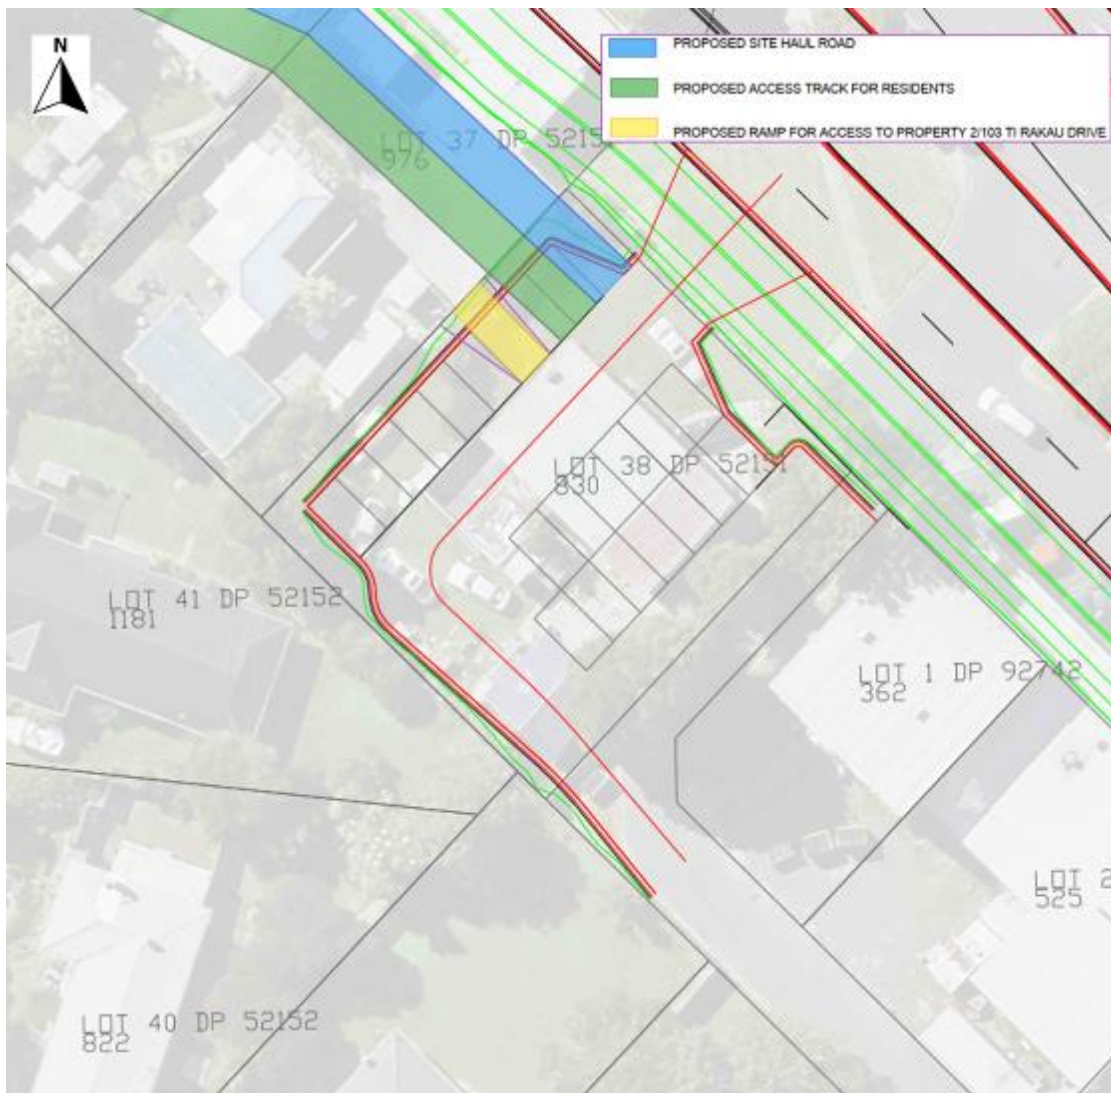 N
PROPOSED SITE HAUL ROAD
PROPOSED ACCESS TRACK FOR RESIDENTS
PROPOSED RAMP FOR ACCESS TO PROPERTY 2/103 TI RAKAU DRIVE
LOT 37 DP 52151
976
LOT 38 DP 52151
830
LOT 41 DP 52152
1181
LOT 1 DP 92742
362
LOT 2
525
LOT 40 DP 52152
822